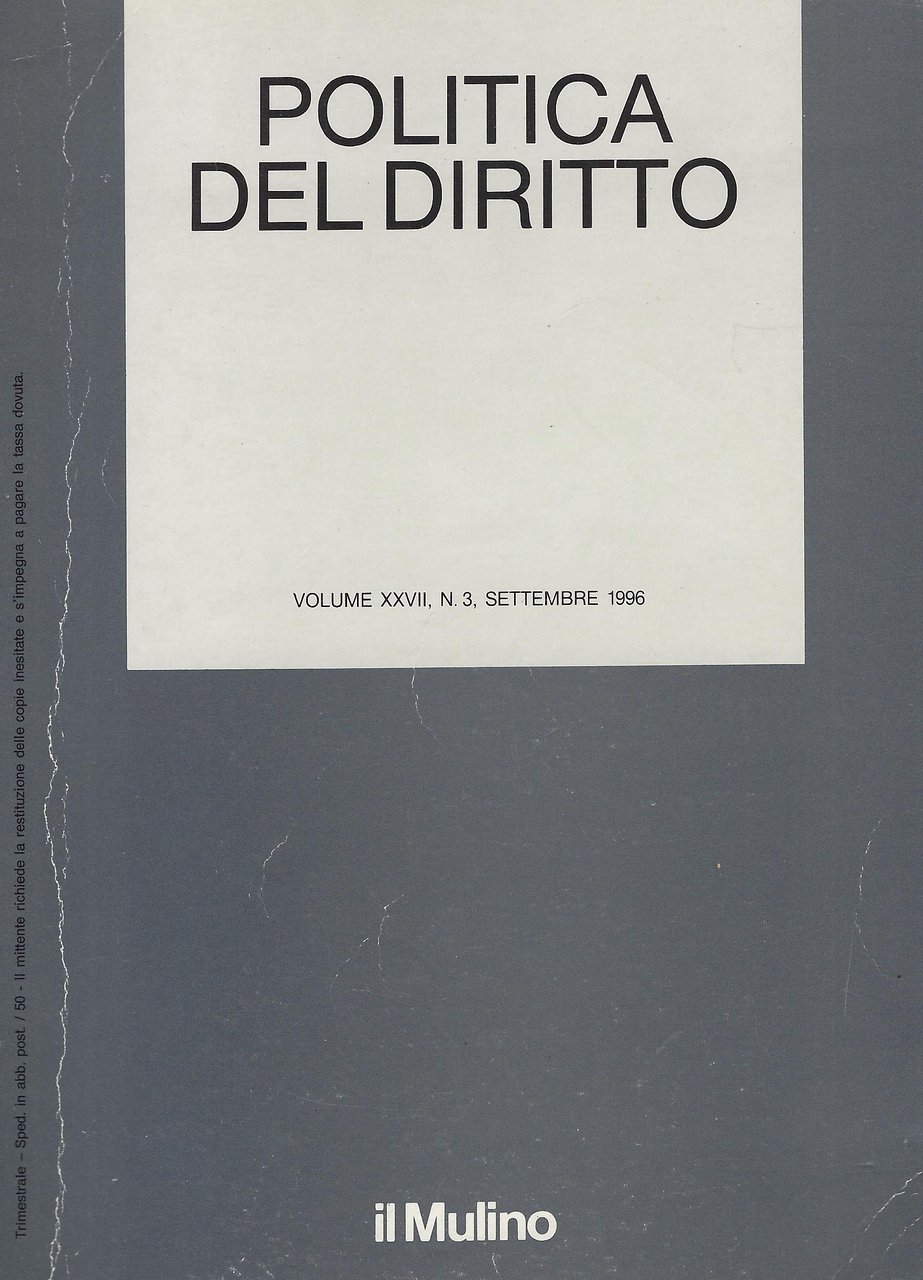 POLITICA
DEL DIRITTO
VOLUME XXVII, N. 3, SETTEMBRE 1996
Trimestrale – Sped. in abb. post. / 50 - Il mittente richiede la restituzione delle copie inesitate e s'impegna a pagare la tassa dovuta.
il Mulino